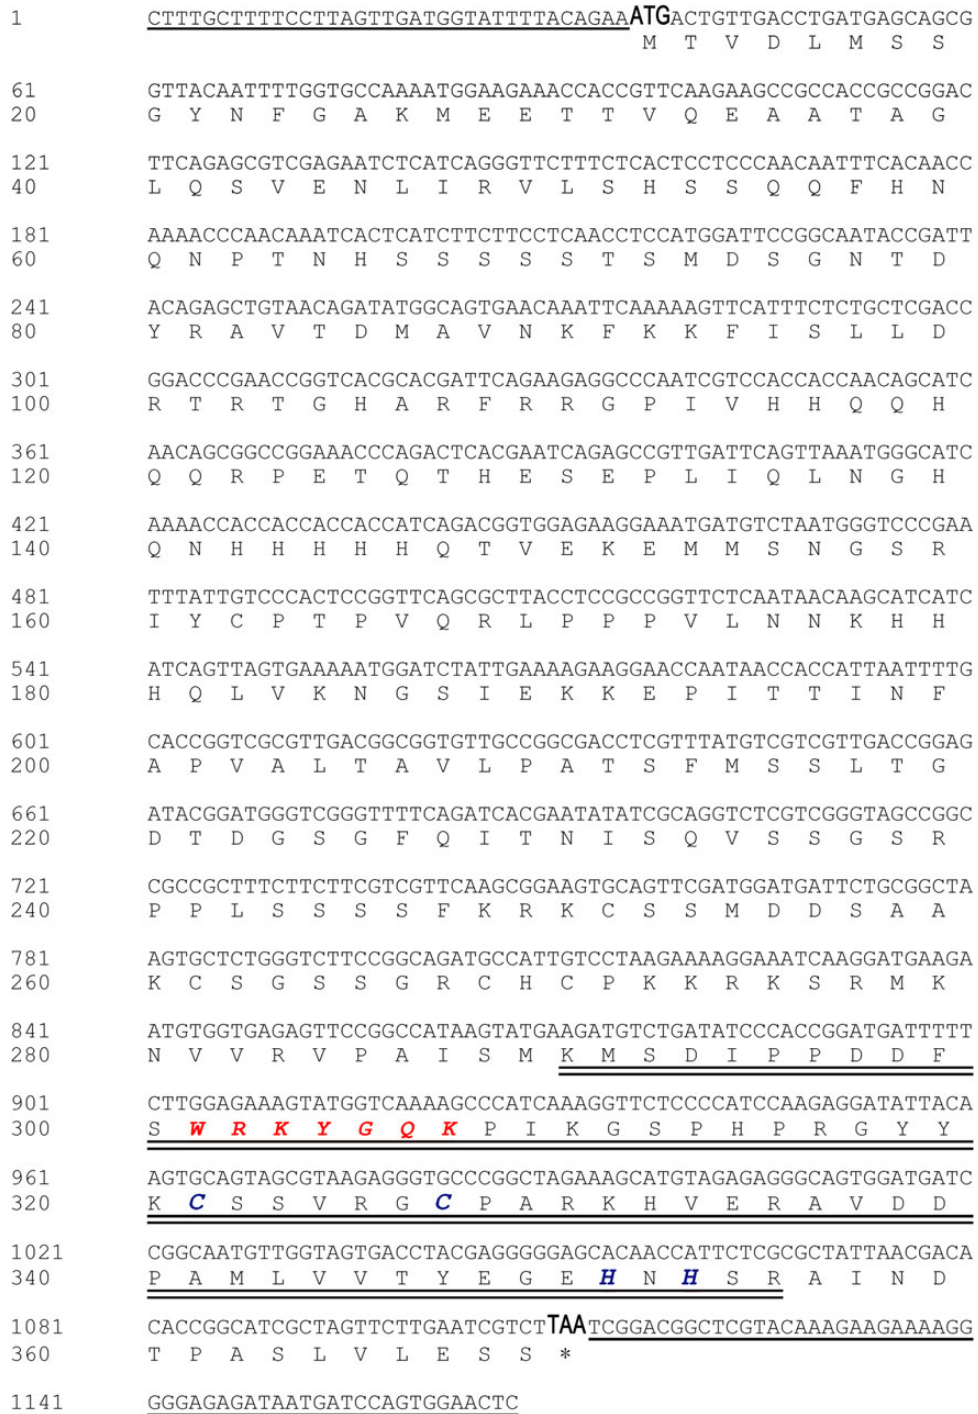 1 CTTTGCTTTTCCTTAGTTGATGGTATTTTACAGAAATGACTGTTGACCTGATGAGCAGCG
M T V D L M S S
61 GTTACAATTTTGGTGCCAAAATGGAAGAAACCACCGTTCAAGAAGCCGCCACCGCCGGAC
20 G Y N F G A K M E E T T V Q E A A T A G
121 TTCAGAGCGTCGAGAATCTCATCAGGGTTCTTTCTCACTCCTCCCAACAATTTCACAACC
40 L Q S V E N L I R V L S H S S Q Q F H N
181 AAAACCCAACAAATCACTCATCTTCTTCCTCAACCTCCATGGATTCCGGCAATACCGATT
60 Q N P T N H S S S S S T S M D S G N T D
241 ACAGAGCTGTAACAGATATGGCAGTGAACAAATTCAAAAAGTTCATTTCTCTGCTCGACC
80 Y R A V T D M A V N K F K K F I S L L D
301 GGACCCGAACCGGTCACGCACGATTCAGAAGAGGCCCAATCGTCCACCACCAACAGCATC
100 R T R T G H A R F R R G P I V H H Q Q H
361 AACAGCGGCCGGAAACCCAGACTCACGAATCAGAGCCGTTGATTCAGTTAAATGGGCATC
120 Q Q R P E T Q T H E S E P L I Q L N G H
421 AAAACCACCACCACCACCATCAGACGGTGGAGAAGGAAATGATGTCTAATGGGTCCCGAA
140 Q N H H H H H Q T V E K E M M S N G S R
481 TTTATTGTCCCACTCCGGTTCAGCGCTTACCTCCGCCGGTTCTCAATAACAAGCATCATC
160 I Y C P T P V Q R L P P P V L N N K H H
541 ATCAGTTAGTGAAAAATGGATCTATTGAAAAGAAGGAACCAATAACCACCATTAATTTTG
180 H Q L V K N G S I E K K E P I T T I N F
601 CACCGGTCGCGTTGACGGCGGTGTTGCCGGCGACCTCGTTTATGTCGTCGTTGACCGGAG
200 A P V A L T A V L P A T S F M S S L T G
661 ATACGGATGGGTCGGGTTTTCAGATCACGAATATATCGCAGGTCTCGTCGGGTAGCCGGC
220 D T D G S G F Q I T N I S Q V S S G S R
721 CGCCGCTTTCTTCTTCGTCGTTCAAGCGGAAGTGCAGTTCGATGGATGATTCTGCGGCTA
240 P P L S S S S F K R K C S S M D D S A A
781 AGTGCTCTGGGTCTTCCGGCAGATGCCATTGTCCTAAGAAAAGGAAATCAAGGATGAAGA
260 K C S G S S G R C H C P K K R K S R M K
841 ATGTGGTGAGAGTTCCGGCCATAAGTATGAAGATGTCTGATATCCCACCGGATGATTTTT
280 N V V R V P A I S M K M S D I P P D D F
901 CTTGGAGAAAGTATGGTCAAAAGCCCATCAAAGGTTCTCCCCATCCAAGAGGATATTACA
300 S W R K Y G Q K P I K G S P H P R G Y Y
961 AGTGCAGTAGCGTAAGAGGGTGCCCGGCTAGAAAGCATGTAGAGAGGGCAGTGGATGATC
320 K C S S V R G C P A R K H V E R A V D D
1021 CGGCAATGTTGGTAGTGACCTACGAGGGGGAGCACAACCATTCTCGCGCTATTAACGACA
340 P A M L V V T Y E G E H N H S R A I N D
1081 CACCGGCATCGCTAGTTCTTGAATCGTCTTAATCGGACGGCTCGTACAAAGAAGAAAAGG
360 T P A S L V L E S S *
1141 GGGAGAGATAATGATCCAGTGGAACTC